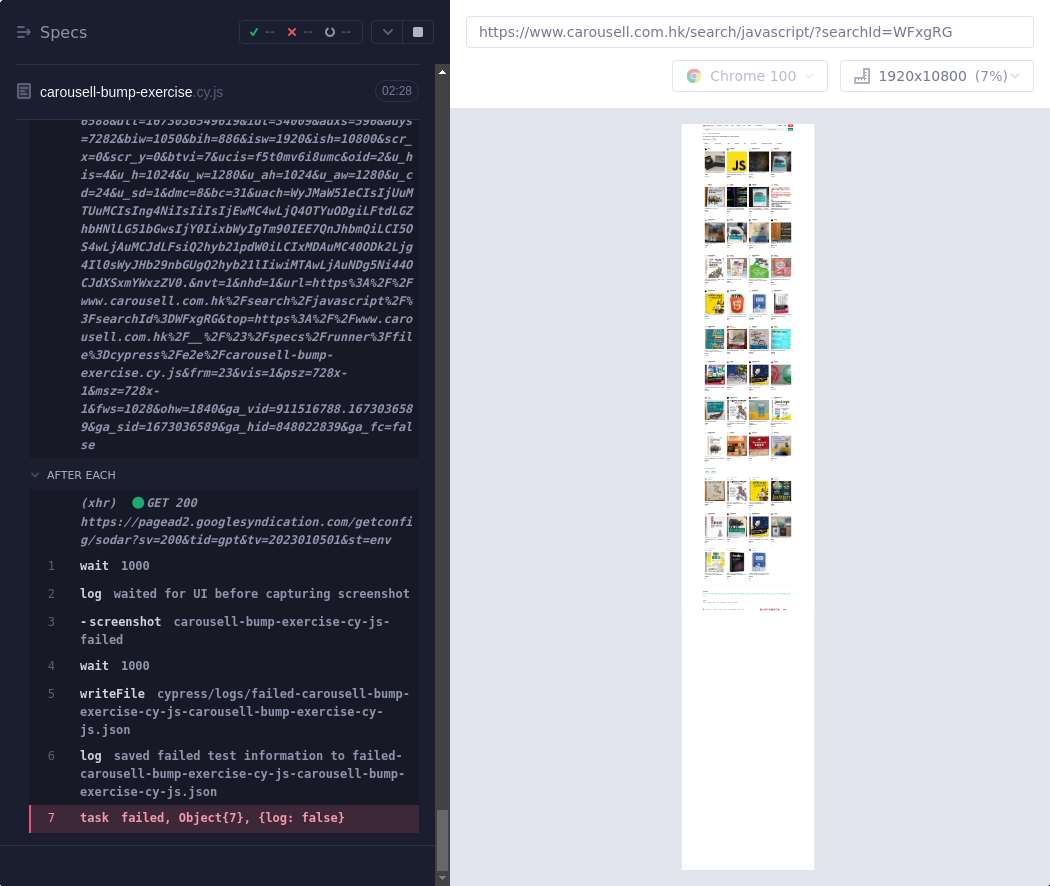 Specs
-- -- --
https://www.carousell.com.hk/search/javascript/?searchId=WFxgRG
Chrome 100
1920x10800 (7%)
carousell-bump-exercise.cy.js
02:28
=7282&biw=1050&bih=886&isw=1920&ish=10800&scr_
x=0&scr_y=0&btvi=7&ucis=f5t0mv6i8umc&oid=2&u_h
is=4&u_h=1024&u_w=1280&u_ah=1024&u_aw=1280&u_c
d=24&u_sd=1&dmc=8&bc=31&uach=WyJMaW51eCIsIjUuM
TUuMCIsIng4NiIsIiIsIjEwMC4wLjQ4OTYuODgiLFtdLGZ
hbHNlLG51bGwsIjY0IixbWyIgTm90IEE7QnJhbmQiLCI5O
S4wLjAuMCJdLFsiQ2hyb21pdW0iLCIxMDAuMC40ODk2Ljg
4Il0sWyJHb29nbGUgQ2hyb21lIiwiMTAwLjAuNDg5Ni44O
CJdXSxmYWxzZV0.&nvt=1&nhd=1&url=https%3A%2F%2F
www.carousell.com.hk%2Fsearch%2Fjavascript%2F%
3FsearchId%3DWFxgRG&top=https%3A%2F%2Fwww.caro
usell.com.hk%2F__%2F%23%2Fspecs%2Frunner%3Ffil
e%3Dcypress%2Fe2e%2Fcarousell-bump-
exercise.cy.js&frm=23&vis=1&psz=728x-
1&msz=728x-
1&fws=1028&ohw=1840&ga_vid=911516788.167303658
9&ga_sid=1673036589&ga_hid=848022839&ga_fc=fal
se
AFTER EACH
(xhr) GET 200
https://pagead2.googlesyndication.com/getconfi
g/sodar?sv=200&tid=gpt&tv=2023010501&st=env
1 wait 1000
2 log waited for UI before capturing screenshot
3 -screenshot carousell-bump-exercise-cy-js-
failed
4 wait 1000
5 writeFile cypress/logs/failed-carousell-bump-
exercise-cy-js-carousell-bump-exercise-cy-
js.json
6 log saved failed test information to failed-
carousell-bump-exercise-cy-js-carousell-bump-
exercise-cy-js.json
7 task failed, Object{7}, {log: false}
JS